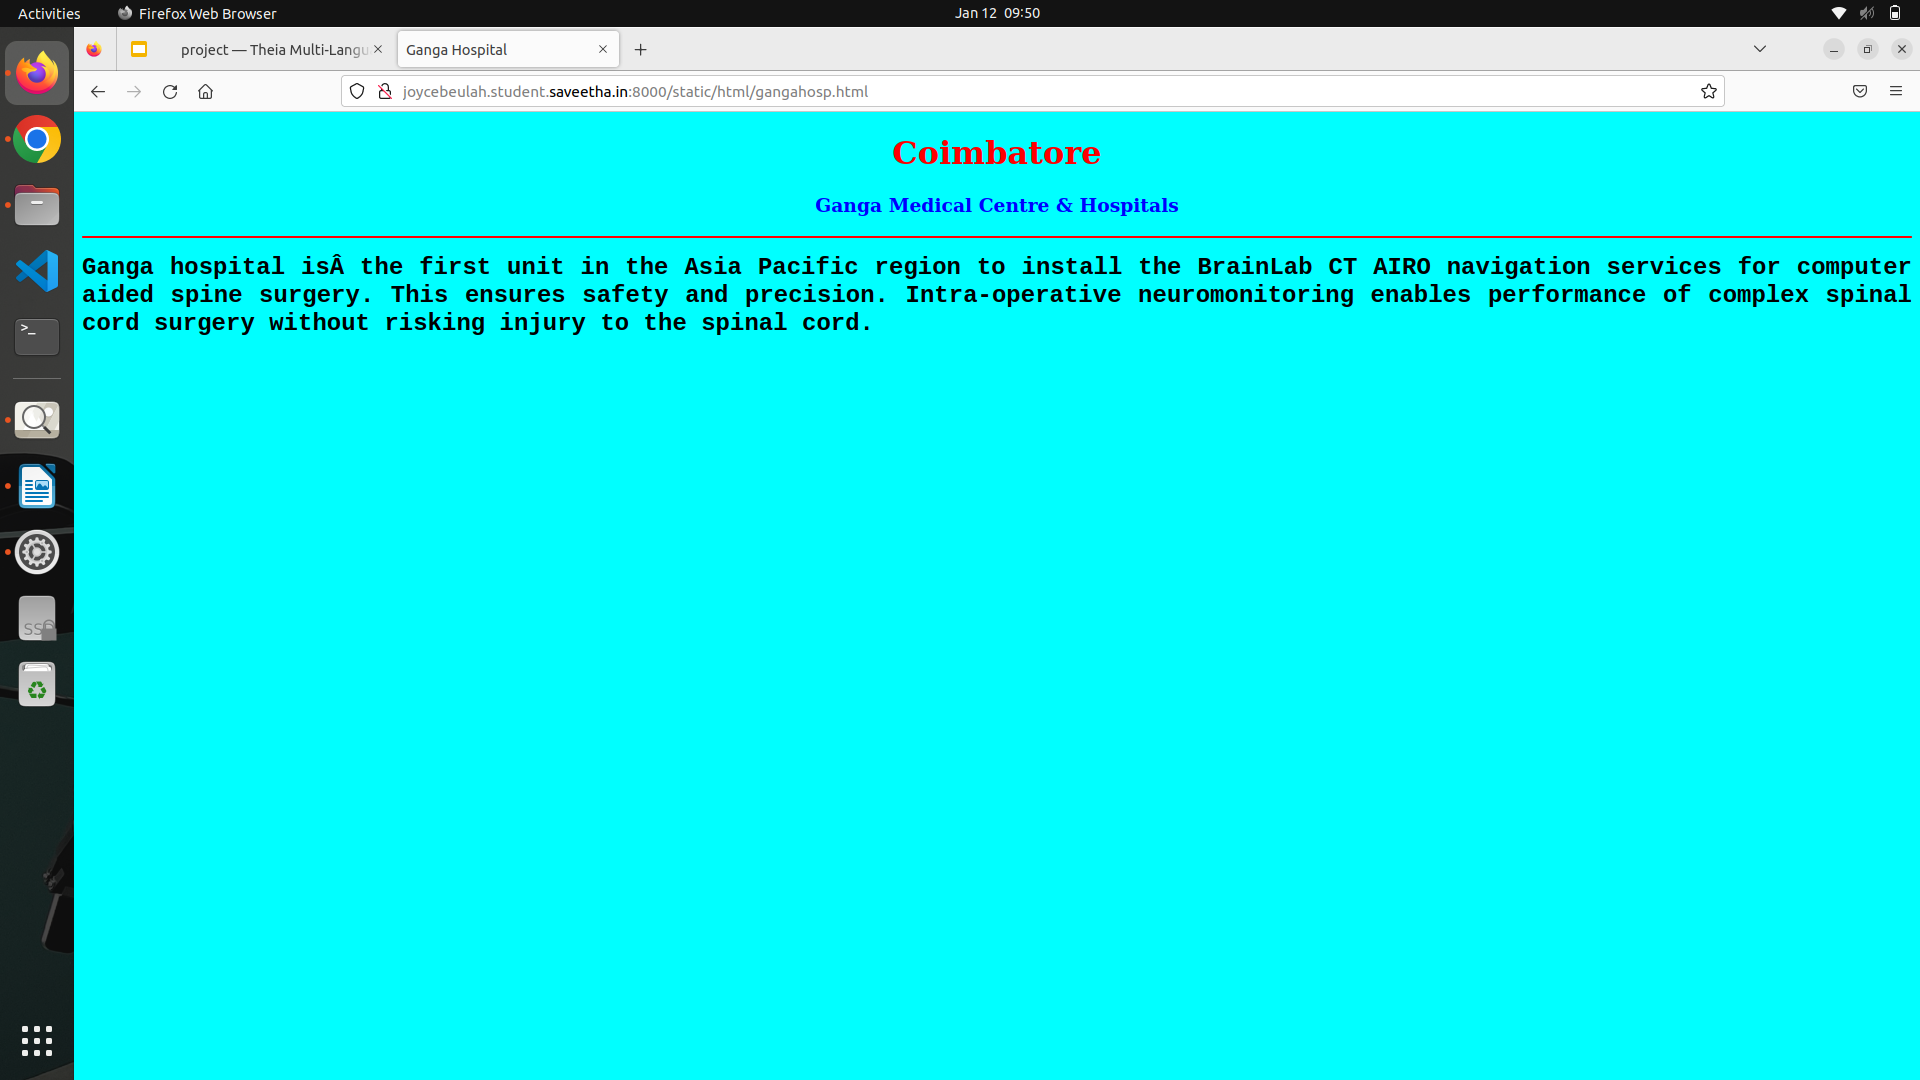 Activities Firefox Web Browser Jan 12 09:50
project — Theia Multi-Langu Ganga Hospital
joycebeulah.student.saveetha.in:8000/static/html/gangahosp.html
Coimbatore
Ganga Medical Centre & Hospitals
Ganga hospital isÂ the first unit in the Asia Pacific region to install the BrainLab CT AIRO navigation services for computer
aided spine surgery. This ensures safety and precision. Intra-operative neuromonitoring enables performance of complex spinal
cord surgery without risking injury to the spinal cord.
>_
SS